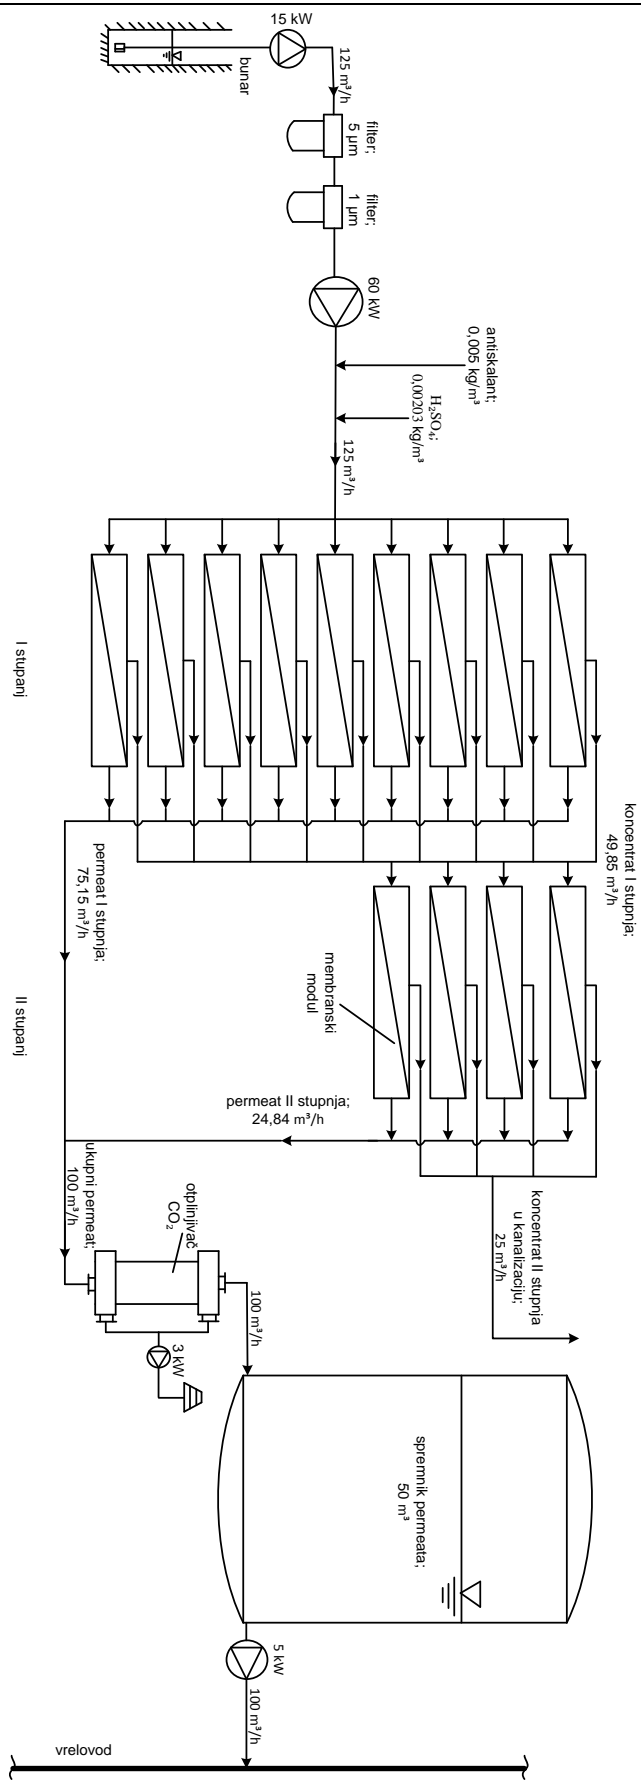 15 kW
125 m³/h
bunar
filter;
5 µm
filter;
1 µm
60 kW
antiskalant;
0,005 kg/m³
H₂SO₄;
0,00203 kg/m³
125 m³/h
I stupanj
koncentrat I stupnja;
49,85 m³/h
permeat I stupnja;
75,15 m³/h
II stupanj
membranski
modul
permeat II stupnja;
24,84 m³/h
ukupni permeat;
100 m³/h
koncentrat II stupnja
u kanalizaciju;
25 m³/h
otplinjivač
CO₂
100 m³/h
3 kW
spremnik permeata;
50 m³
5 kW
100 m³/h
vrelovod